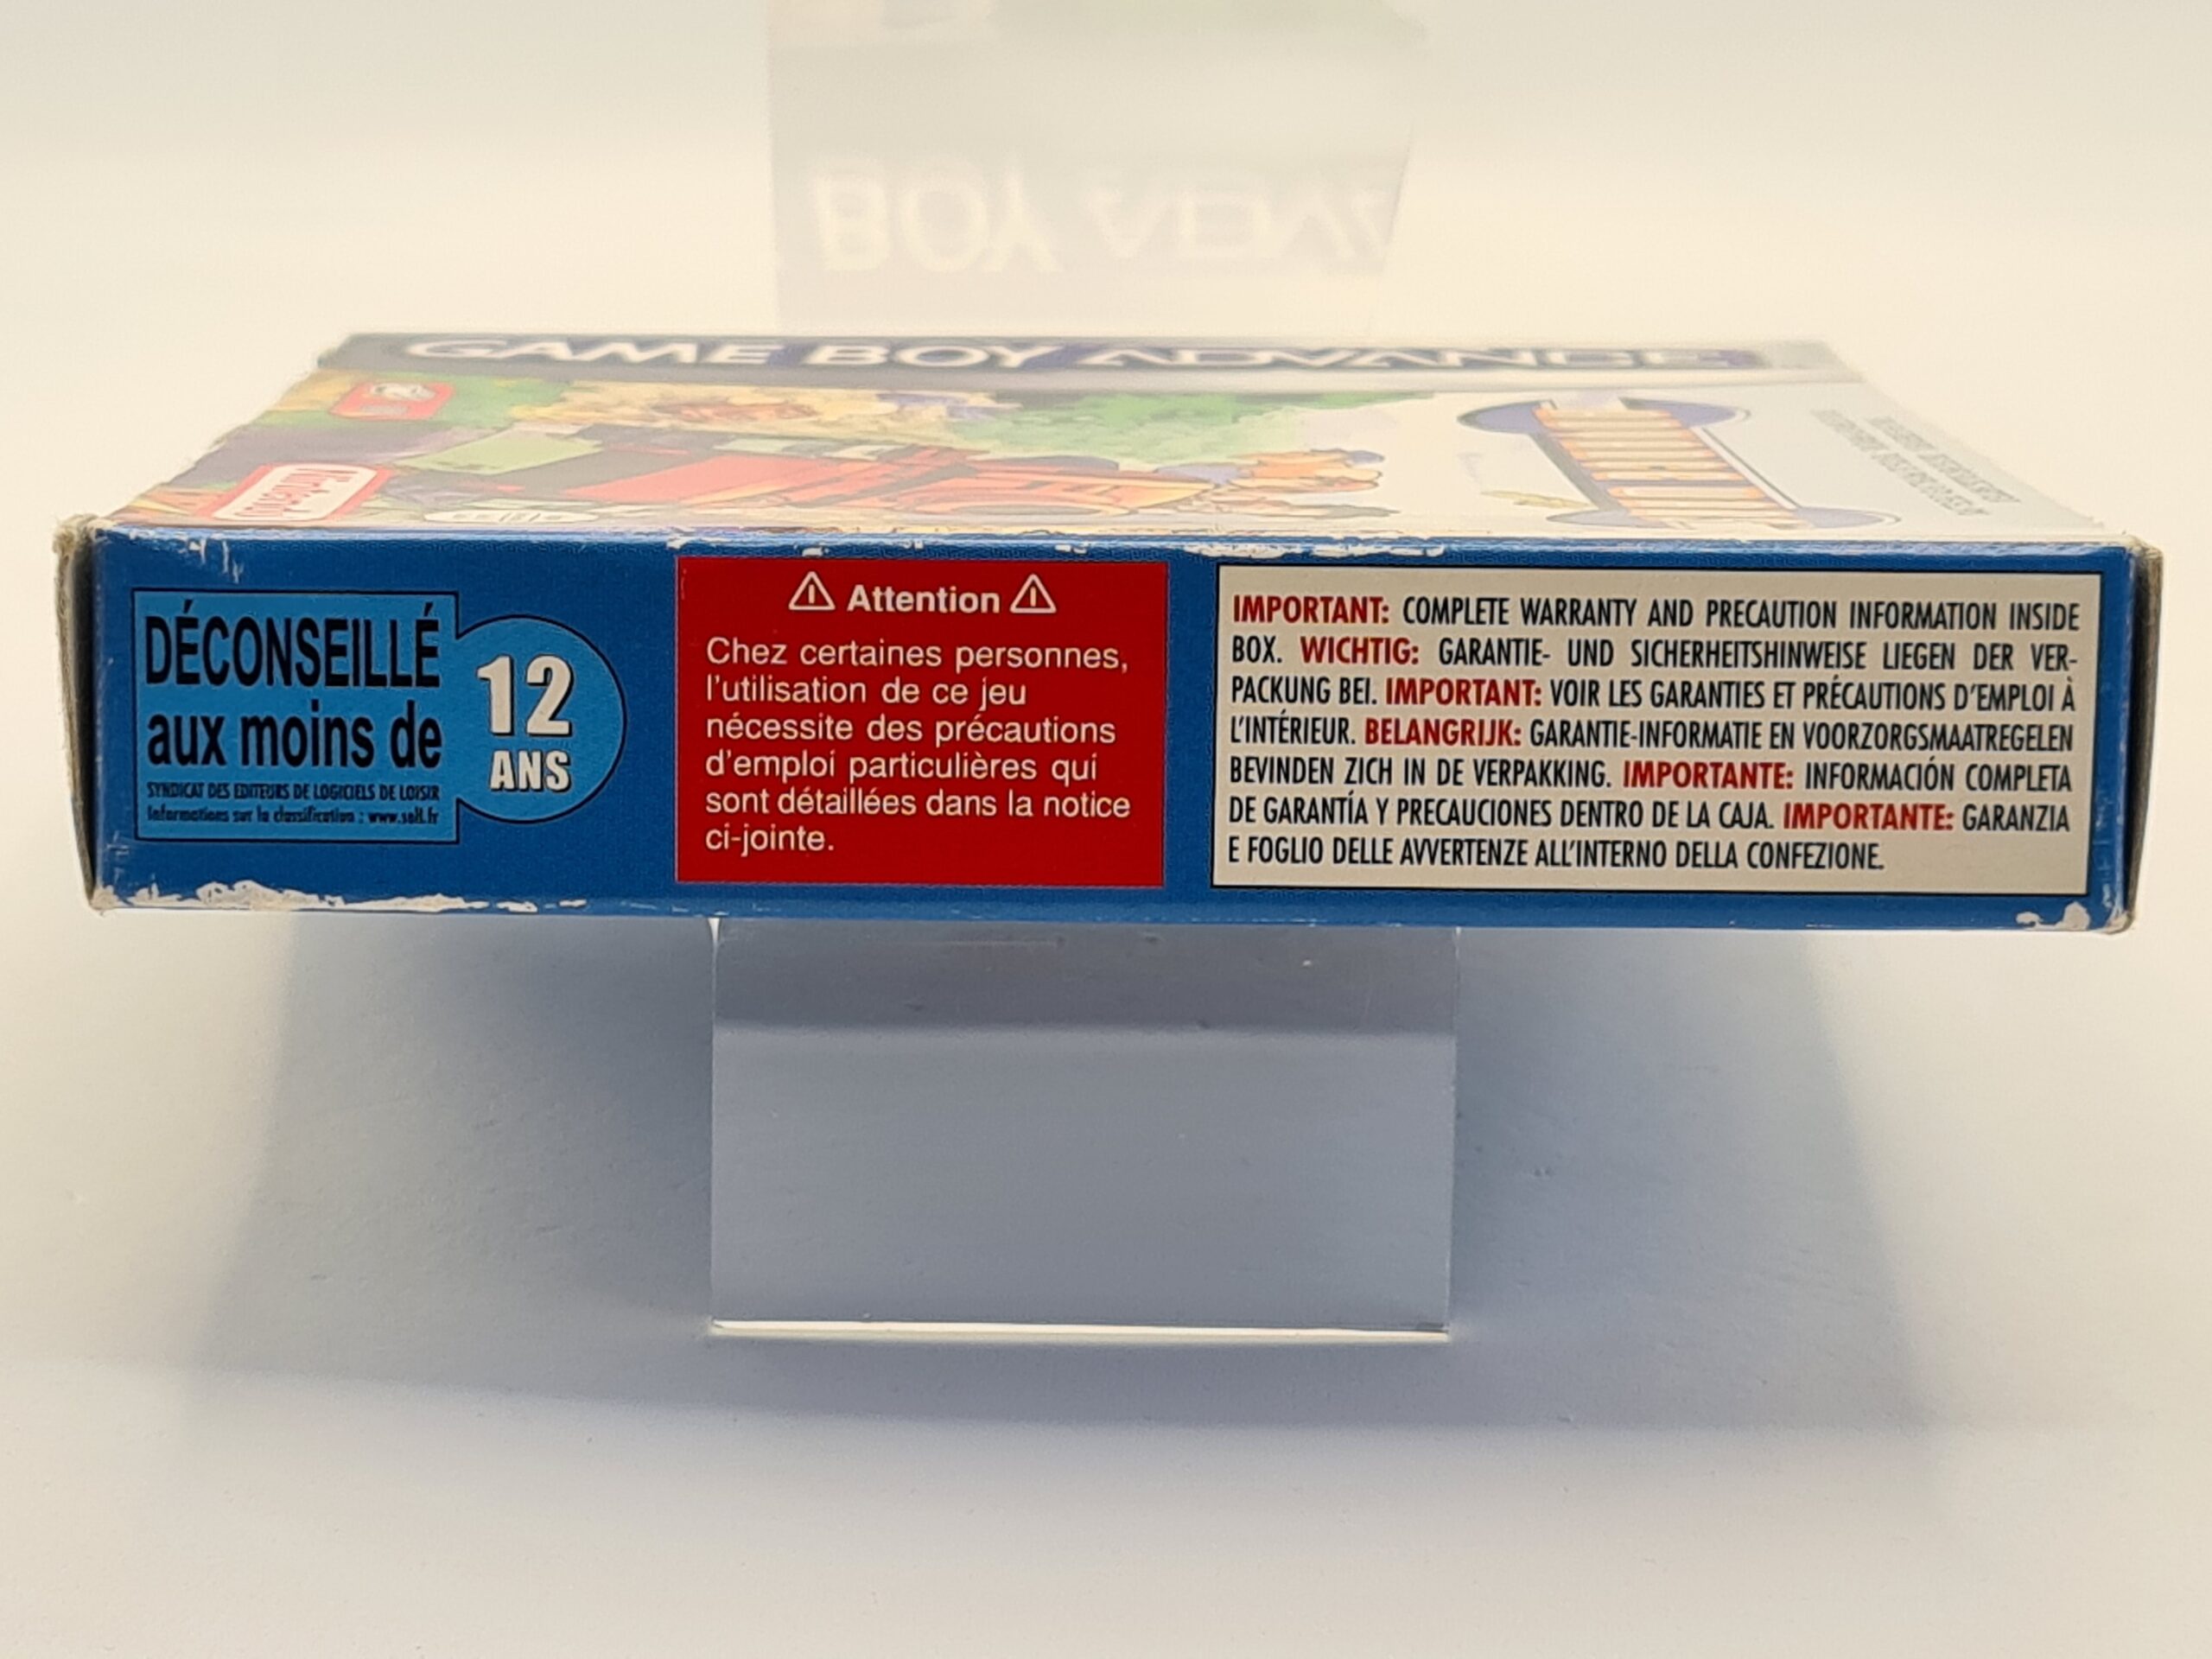 BOY ADVA
GAME BOY ADVANCE
Nintendo
DÉCONSEILLÉ
aux moins de
12
ANS
SYNDICAT DES EDITEURS DE LOGICIELS DE LOISIR
Informations sur la classification : www.sell.fr
Attention
Chez certaines personnes,
l'utilisation de ce jeu
nécessite des précautions
d'emploi particulières qui
sont détaillées dans la notice
ci-jointe.
IMPORTANT: COMPLETE WARRANTY AND PRECAUTION INFORMATION INSIDE
BOX. WICHTIG: GARANTIE- UND SICHERHEITSHINWEISE LIEGEN DER VER-
PACKUNG BEI. IMPORTANT: VOIR LES GARANTIES ET PRÉCAUTIONS D'EMPLOI À
L'INTÉRIEUR. BELANGRIJK: GARANTIE-INFORMATIE EN VOORZORGSMAATREGELEN
BEVINDEN ZICH IN DE VERPAKKING. IMPORTANTE: INFORMACIÓN COMPLETA
DE GARANTÍA Y PRECAUCIONES DENTRO DE LA CAJA. IMPORTANTE: GARANZIA
E FOGLIO DELLE AVVERTENZE ALL'INTERNO DELLA CONFEZIONE.